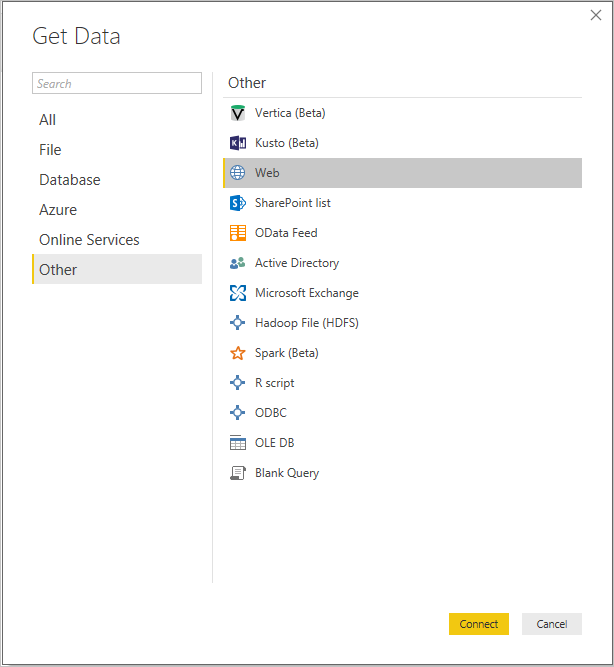 Get Data
Search
All
File
Database
Azure
Online Services
Other
Other
Vertica (Beta)
Kusto (Beta)
Web
SharePoint list
OData Feed
Active Directory
Microsoft Exchange
Hadoop File (HDFS)
Spark (Beta)
R script
ODBC
OLE DB
Blank Query
Connect
Cancel